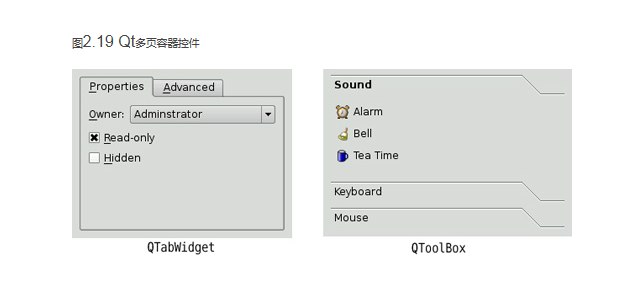 图2.19 Qt多页容器控件
Properties Advanced
Owner: Adminstrator
Read-only
Hidden
QTabWidget
Sound
Alarm
Bell
Tea Time
Keyboard
Mouse
QToolBox